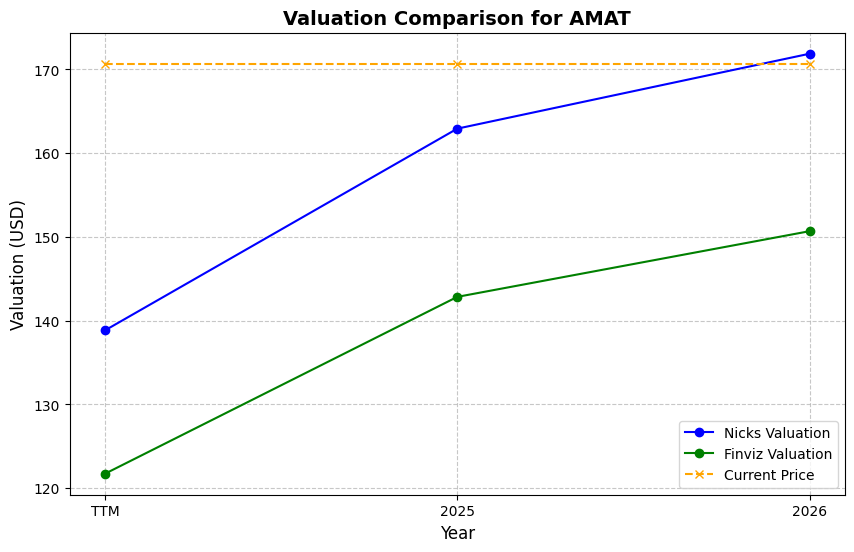 Valuation Comparison for AMAT
Valuation (USD)
170
160
150
140
130
120
TTM
2025
2026
Year
Nicks Valuation
Finviz Valuation
Current Price